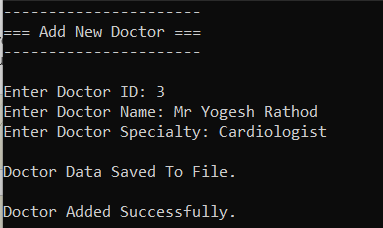 -----------------------
=== Add New Doctor ===
-----------------------
Enter Doctor ID: 3
Enter Doctor Name: Mr Yogesh Rathod
Enter Doctor Specialty: Cardiologist
Doctor Data Saved To File.
Doctor Added Successfully.